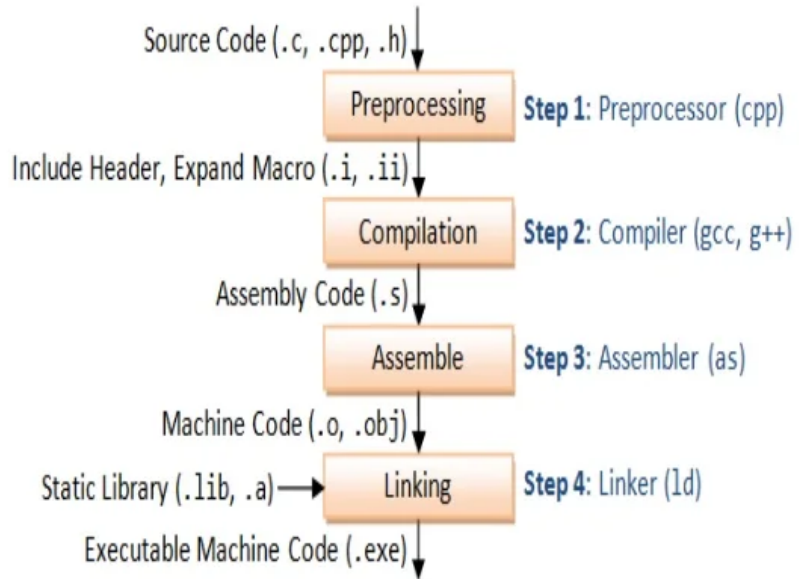 Source Code (.c, .cpp, .h)
Preprocessing
Step 1: Preprocessor (cpp)
Include Header, Expand Macro (.i, .ii)
Compilation
Step 2: Compiler (gcc, g++)
Assembly Code (.s)
Assemble
Step 3: Assembler (as)
Machine Code (.o, .obj)
Static Library (.lib, .a)
Linking
Step 4: Linker (ld)
Executable Machine Code (.exe)